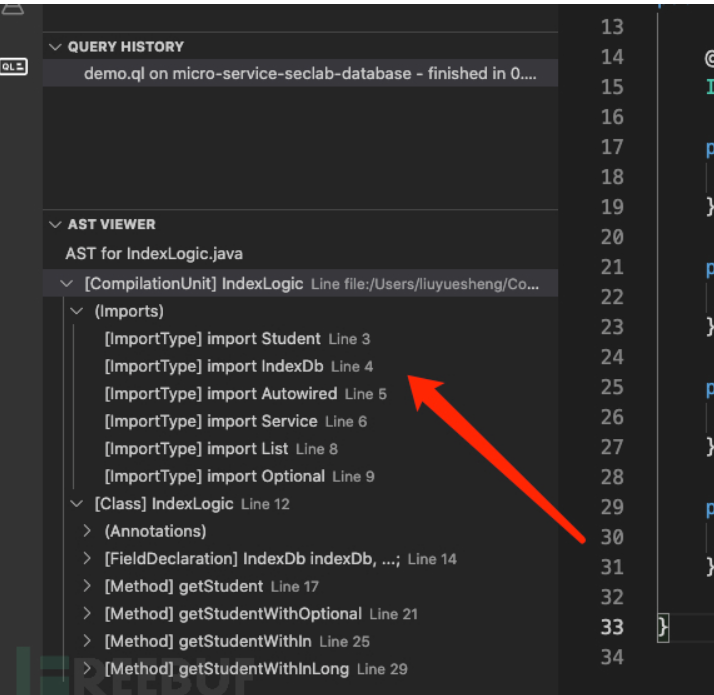 QL
QUERY HISTORY
demo.ql on micro-service-seclab-database - finished in 0....
AST VIEWER
AST for IndexLogic.java
[CompilationUnit] IndexLogic Line file:/Users/liuyuesheng/Co...
(Imports)
[ImportType] import Student Line 3
[ImportType] import IndexDb Line 4
[ImportType] import Autowired Line 5
[ImportType] import Service Line 6
[ImportType] import List Line 8
[ImportType] import Optional Line 9
[Class] IndexLogic Line 12
(Annotations)
[FieldDeclaration] IndexDb indexDb, ...; Line 14
[Method] getStudent Line 17
[Method] getStudentWithOptional Line 21
[Method] getStudentWithIn Line 25
[Method] getStudentWithInLong Line 29
REEBUF
13
14 @
15 I
16
17 p
18
19 }
20
21 p
22
23 }
24
25 p
26
27 }
28
29 p
30
31 }
32
33 }
34